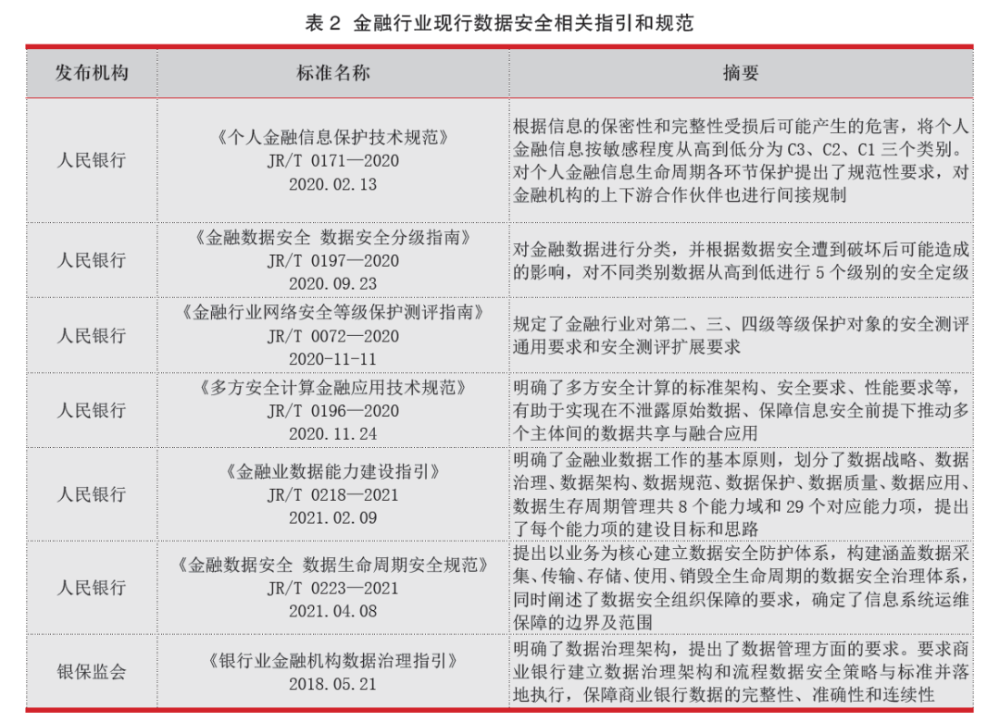 表 2 金融行业现行数据安全相关指引和规范
发布机构
标准名称
摘要
人民银行
《个人金融信息保护技术规范》
JR/T 0171—2020
2020.02.13
根据信息的保密性和完整性受损后可能产生的危害，将个人
金融信息按敏感程度从高到低分为 C3、C2、C1 三个类别。
对个人金融信息生命周期各环节保护提出了规范性要求，对
金融机构的上下游合作伙伴也进行间接规制
人民银行
《金融数据安全 数据安全分级指南》
JR/T 0197—2020
2020.09.23
对金融数据进行分类，并根据数据安全遭到破坏后可能造成
的影响，对不同类别数据从高到低进行 5 个级别的安全定级
人民银行
《金融行业网络安全等级保护测评指南》
JR/T 0072—2020
2020-11-11
规定了金融行业对第二、三、四级等级保护对象的安全测评
通用要求和安全测评扩展要求
人民银行
《多方安全计算金融应用技术规范》
JR/T 0196—2020
2020.11.24
明确了多方安全计算的标准架构、安全要求、性能要求等，
有助于实现在不泄露原始数据、保障信息安全前提下推动多
个主体间的数据共享与融合应用
人民银行
《金融业数据能力建设指引》
JR/T 0218—2021
2021.02.09
明确了金融业数据工作的基本原则，划分了数据战略、数据
治理、数据架构、数据规范、数据保护、数据质量、数据应用、
数据生存周期管理共 8 个能力域和 29 个对应能力项，提出
了每个能力项的建设目标和思路
人民银行
《金融数据安全 数据生命周期安全规范》
JR/T 0223—2021
2021.04.08
提出以业务为核心建立数据安全防护体系，构建涵盖数据采
集、传输、存储、使用、销毁全生命周期的数据安全治理体系，
同时阐述了数据安全组织保障的要求，确定了信息系统运维
保障的边界及范围
银保监会
《银行业金融机构数据治理指引》
2018.05.21
明确了数据治理架构，提出了数据管理方面的要求。要求商
业银行建立数据治理架构和流程数据安全策略与标准并落
地执行，保障商业银行数据的完整性、准确性和连续性